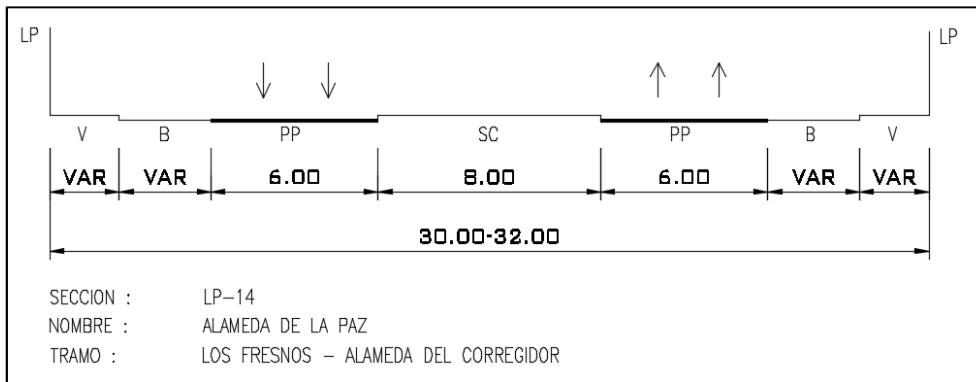 LP LP
V B PP SC PP B V
VAR VAR 6.00 8.00 6.00 VAR VAR
30.00-32.00
SECCION : LP-14
NOMBRE : ALAMEDA DE LA PAZ
TRAMO : LOS FRESNOS - ALAMEDA DEL CORREGIDOR